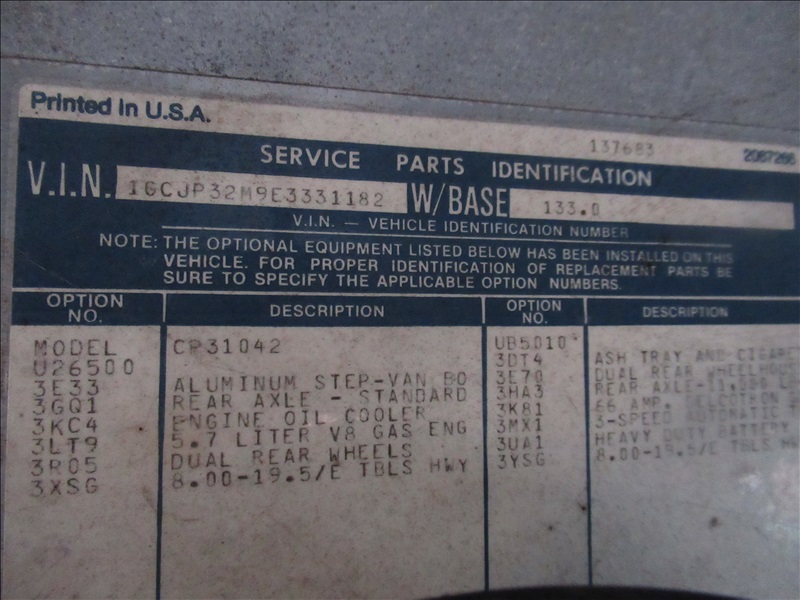 Printed in U.S.A.
137683 2067266
SERVICE PARTS IDENTIFICATION
V.I.N. 1GCJP32M9E3331182 W/BASE 133.0
V.I.N. — VEHICLE IDENTIFICATION NUMBER
NOTE: THE OPTIONAL EQUIPMENT LISTED BELOW HAS BEEN INSTALLED ON THIS
VEHICLE. FOR PROPER IDENTIFICATION OF REPLACEMENT PARTS BE
SURE TO SPECIFY THE APPLICABLE OPTION NUMBERS.
OPTION NO. DESCRIPTION OPTION NO. DESCRIPTION
MODEL CP31042 UB5010
U26500 3DT4 ASH TRAY AND CIGARE
3E33 ALUMINUM STEP-VAN BO 3E70 DUAL REAR WHEELHOUS
3GQ1 REAR AXLE - STANDARD 3HA3 REAR AXLE-11,000 LB
3KC4 ENGINE OIL COOLER 3K81 66 AMP.
3LT9 5.7 LITER V8 GAS ENG 3MX1 3-SPEED AUTOMATIC T
3R05 DUAL REAR WHEELS 3UA1 HEAVY DUTY BATTERY
3XSG 8.00-19.5/E TBLS HWY 3YSG 8.00-19.5/E TBLS HW